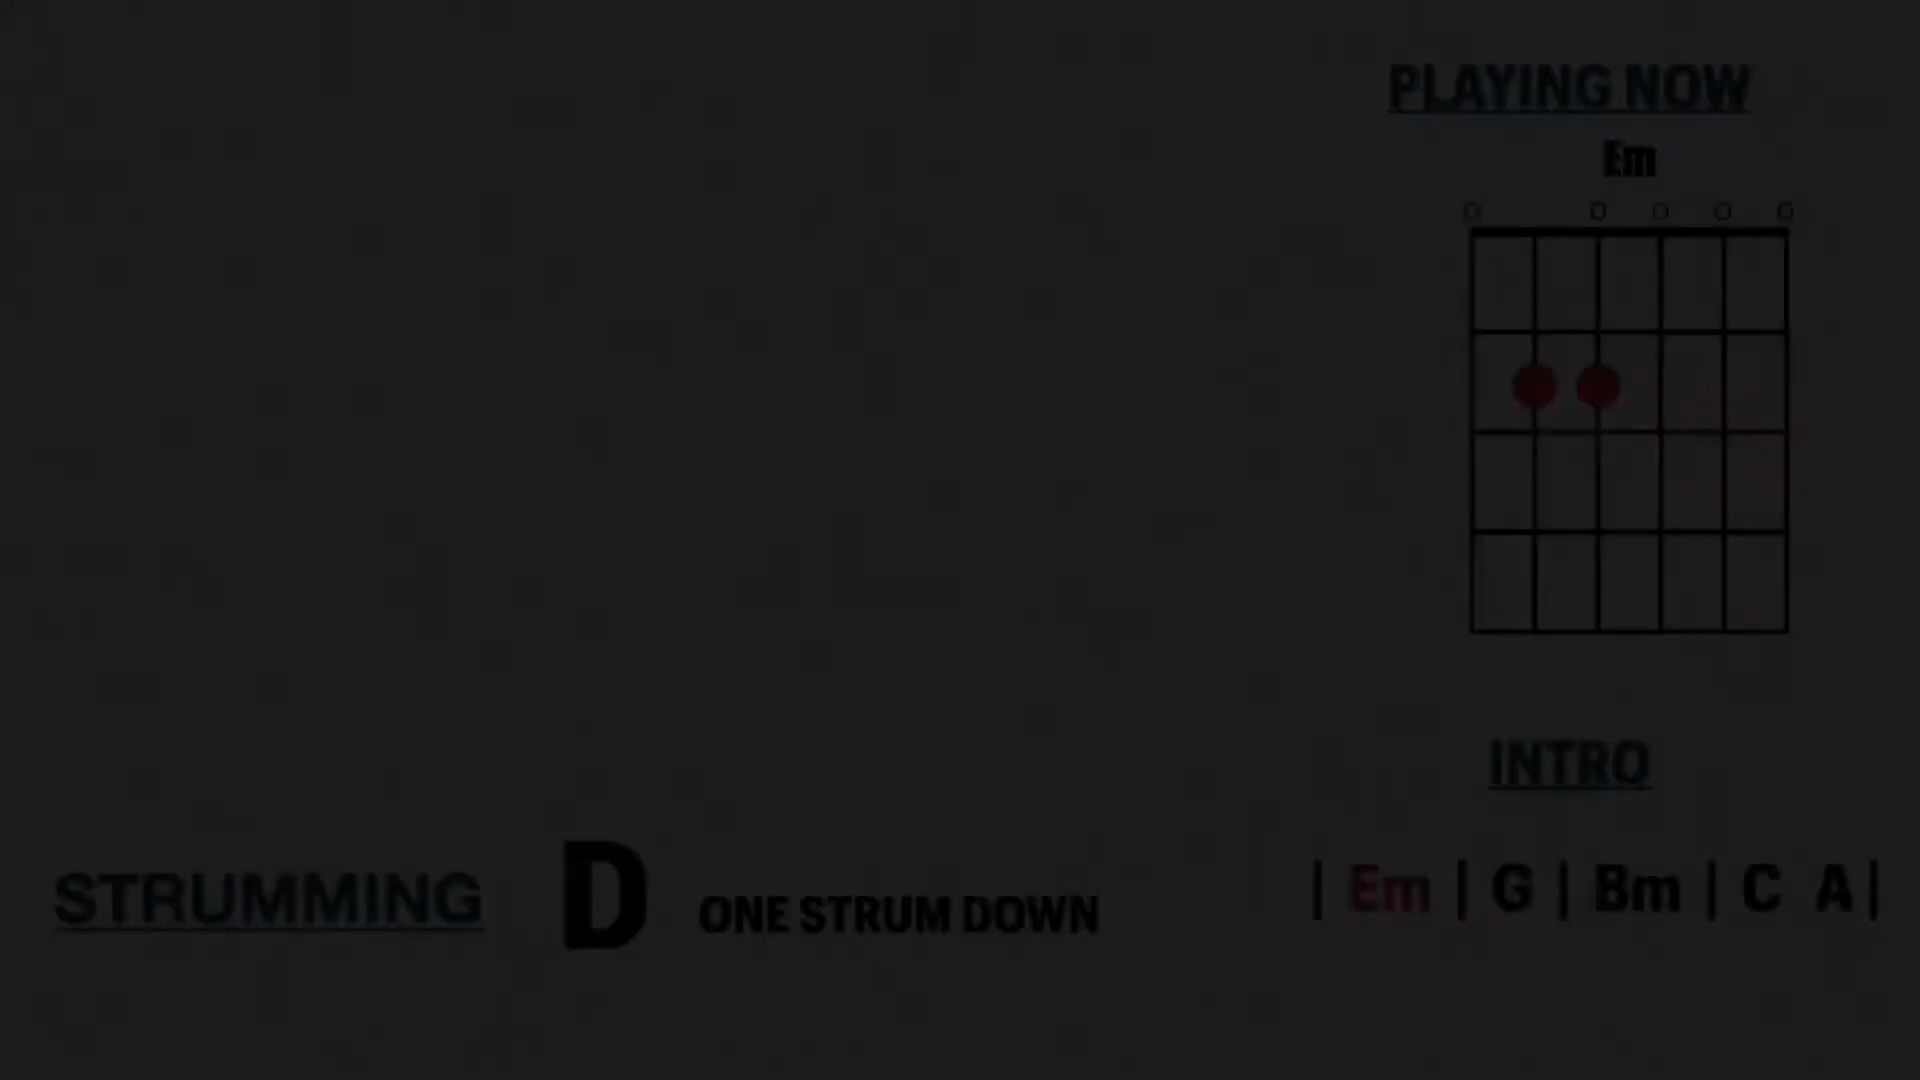 PLAYING NOW
Em
O O O O O
INTRO
| Em | G | Bm | C A |
STRUMMING D ONE STRUM DOWN